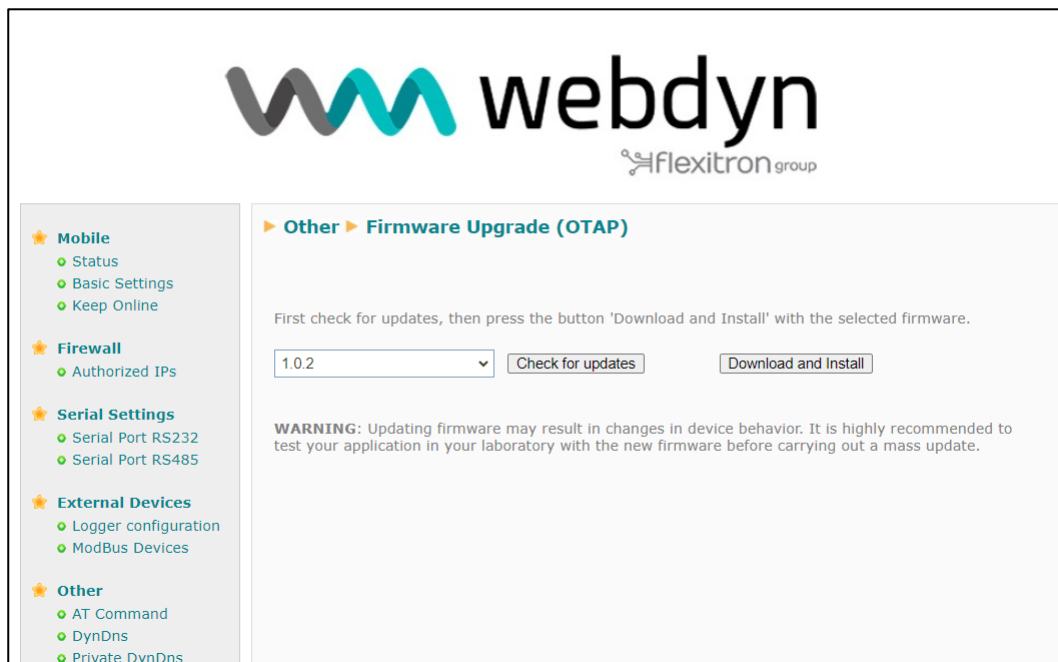 webdyn
flexitron group
Mobile
Status
Basic Settings
Keep Online
Firewall
Authorized IPs
Serial Settings
Serial Port RS232
Serial Port RS485
External Devices
Logger configuration
ModBus Devices
Other
AT Command
DynDns
Private DynDns
Other Firmware Upgrade (OTAP)
First check for updates, then press the button 'Download and Install' with the selected firmware.
1.0.2 Check for updates Download and Install
WARNING: Updating firmware may result in changes in device behavior. It is highly recommended to
test your application in your laboratory with the new firmware before carrying out a mass update.